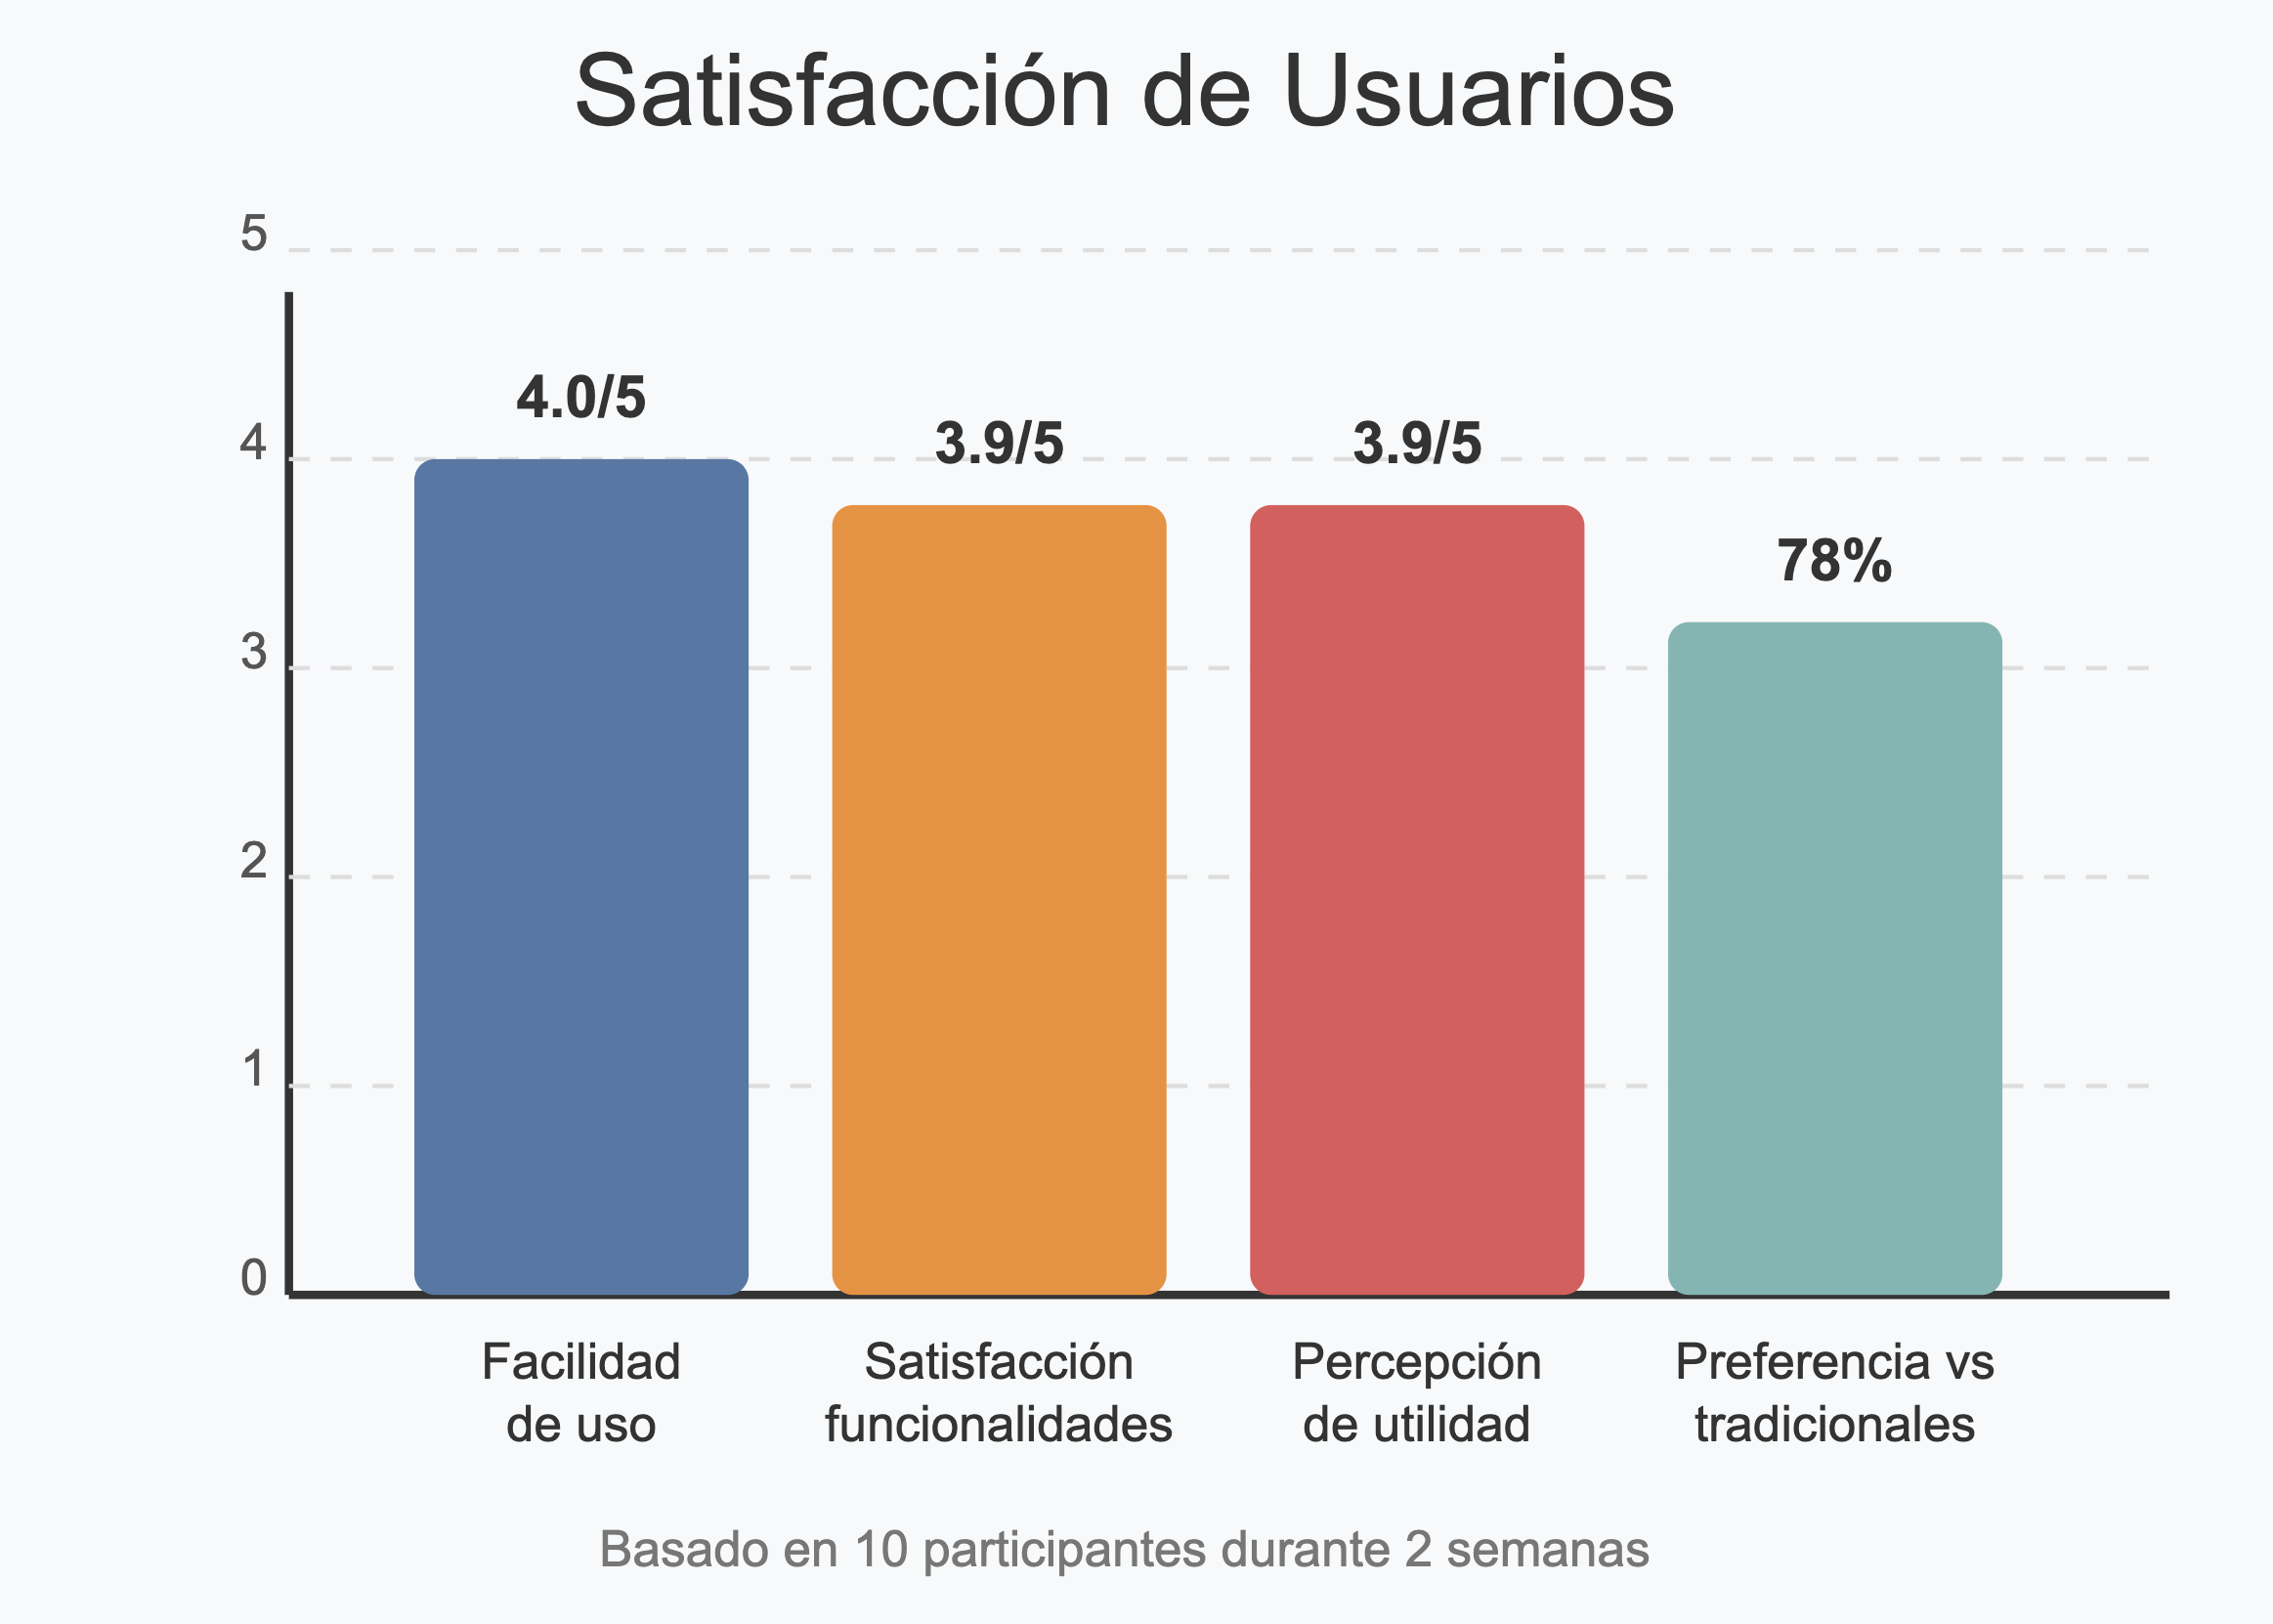 Satisfacción de Usuarios
5
4
3
2
1
0
4.0/5
3.9/5
3.9/5
78%
Facilidad
de uso
Satisfacción
funcionalidades
Percepción
de utilidad
Preferencia vs
tradicionales
Basado en 10 participantes durante 2 semanas